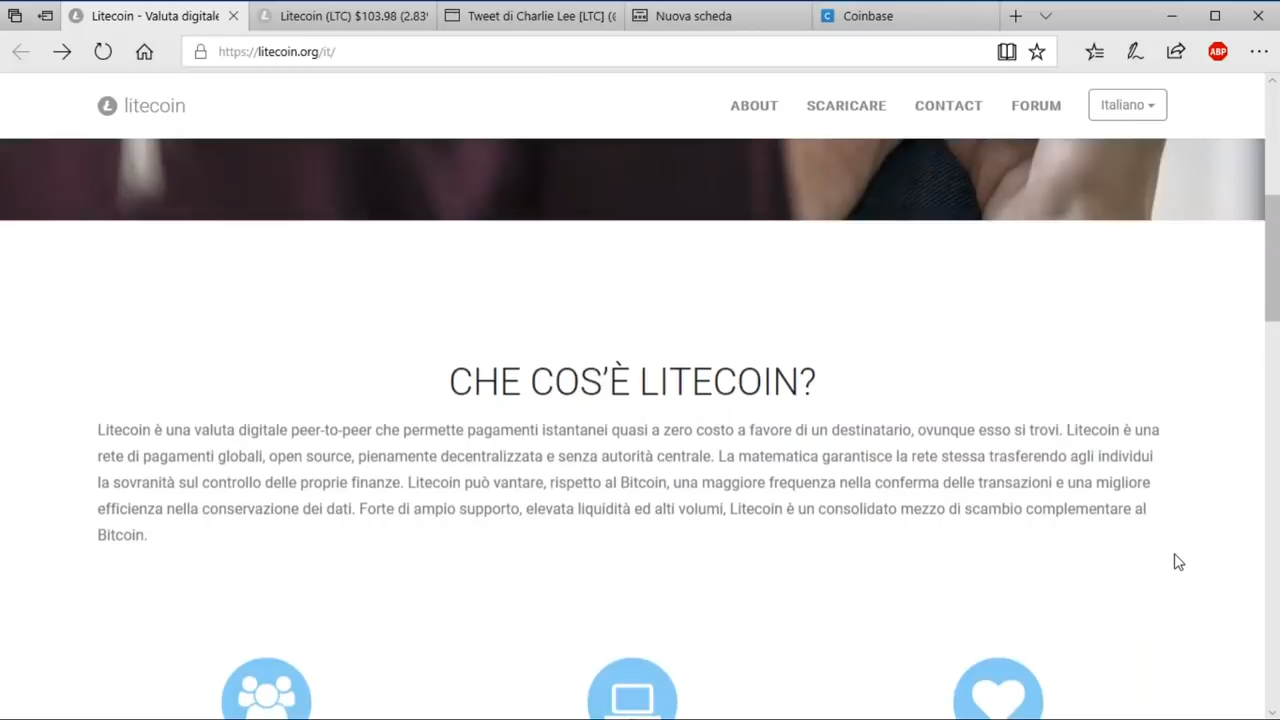 Litecoin - Valuta digitale
Litecoin (LTC) $103.98 (2.83%
Tweet di Charlie Lee [LTC] (@
Nuova scheda
Coinbase
https://litecoin.org/it/
ABP
litecoin
ABOUT
SCARICARE
CONTACT
FORUM
Italiano
CHE COS'È LITECOIN?
Litecoin è una valuta digitale peer-to-peer che permette pagamenti istantanei quasi a zero costo a favore di un destinatario, ovunque esso si trovi. Litecoin è una
rete di pagamenti globali, open source, pienamente decentralizzata e senza autorità centrale. La matematica garantisce la rete stessa trasferendo agli individui
la sovranità sul controllo delle proprie finanze. Litecoin può vantare, rispetto al Bitcoin, una maggiore frequenza nella conferma delle transazioni e una migliore
efficienza nella conservazione dei dati. Forte di ampio supporto, elevata liquidità ed alti volumi, Litecoin è un consolidato mezzo di scambio complementare al
Bitcoin.